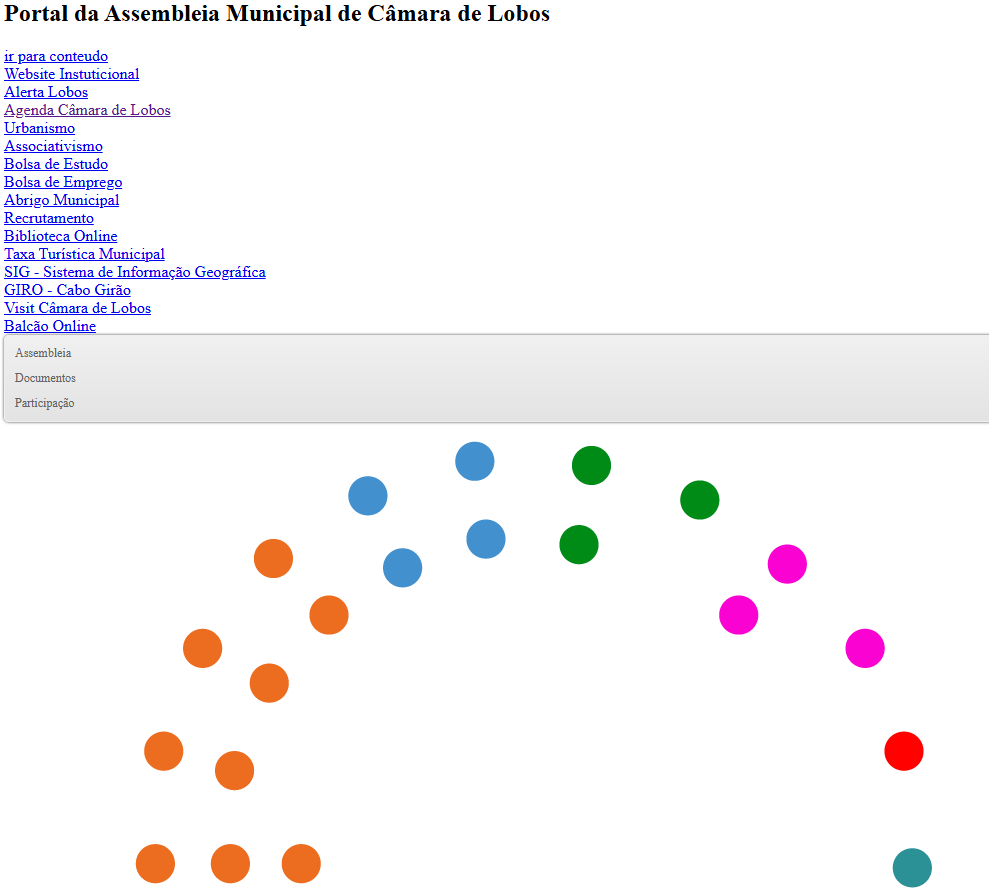 Portal da Assembleia Municipal de Câmara de Lobos
ir para conteudo
Website Instuticional
Alerta Lobos
Agenda Câmara de Lobos
Urbanismo
Associativismo
Bolsa de Estudo
Bolsa de Emprego
Abrigo Municipal
Recrutamento
Biblioteca Online
Taxa Turística Municipal
SIG - Sistema de Informação Geográfica
GIRO - Cabo Girão
Visit Câmara de Lobos
Balcão Online
Assembleia
Documentos
Participação